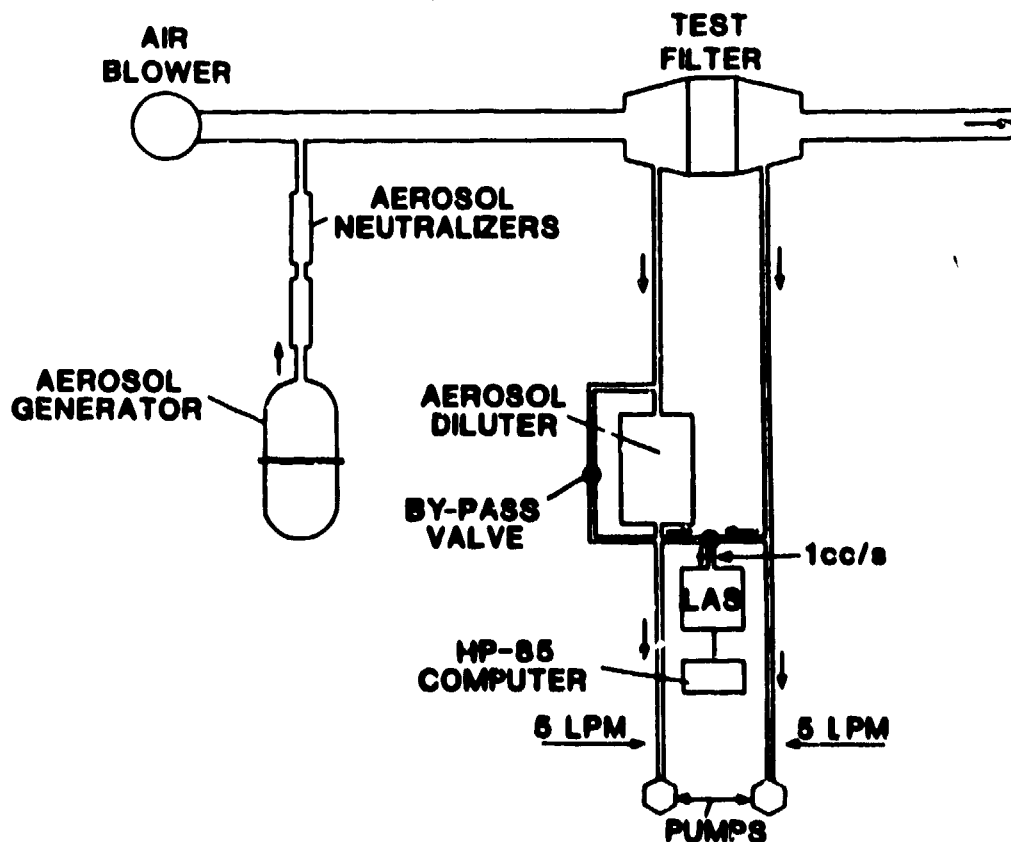 AIR
BLOWER
TEST
FILTER
AEROSOL
NEUTRALIZERS
AEROSOL
GENERATOR
AEROSOL
DILUTER
BY-PASS
VALVE
1cc/s
LAS
HP-85
COMPUTER
5 LPM
5 LPM
PUMPS